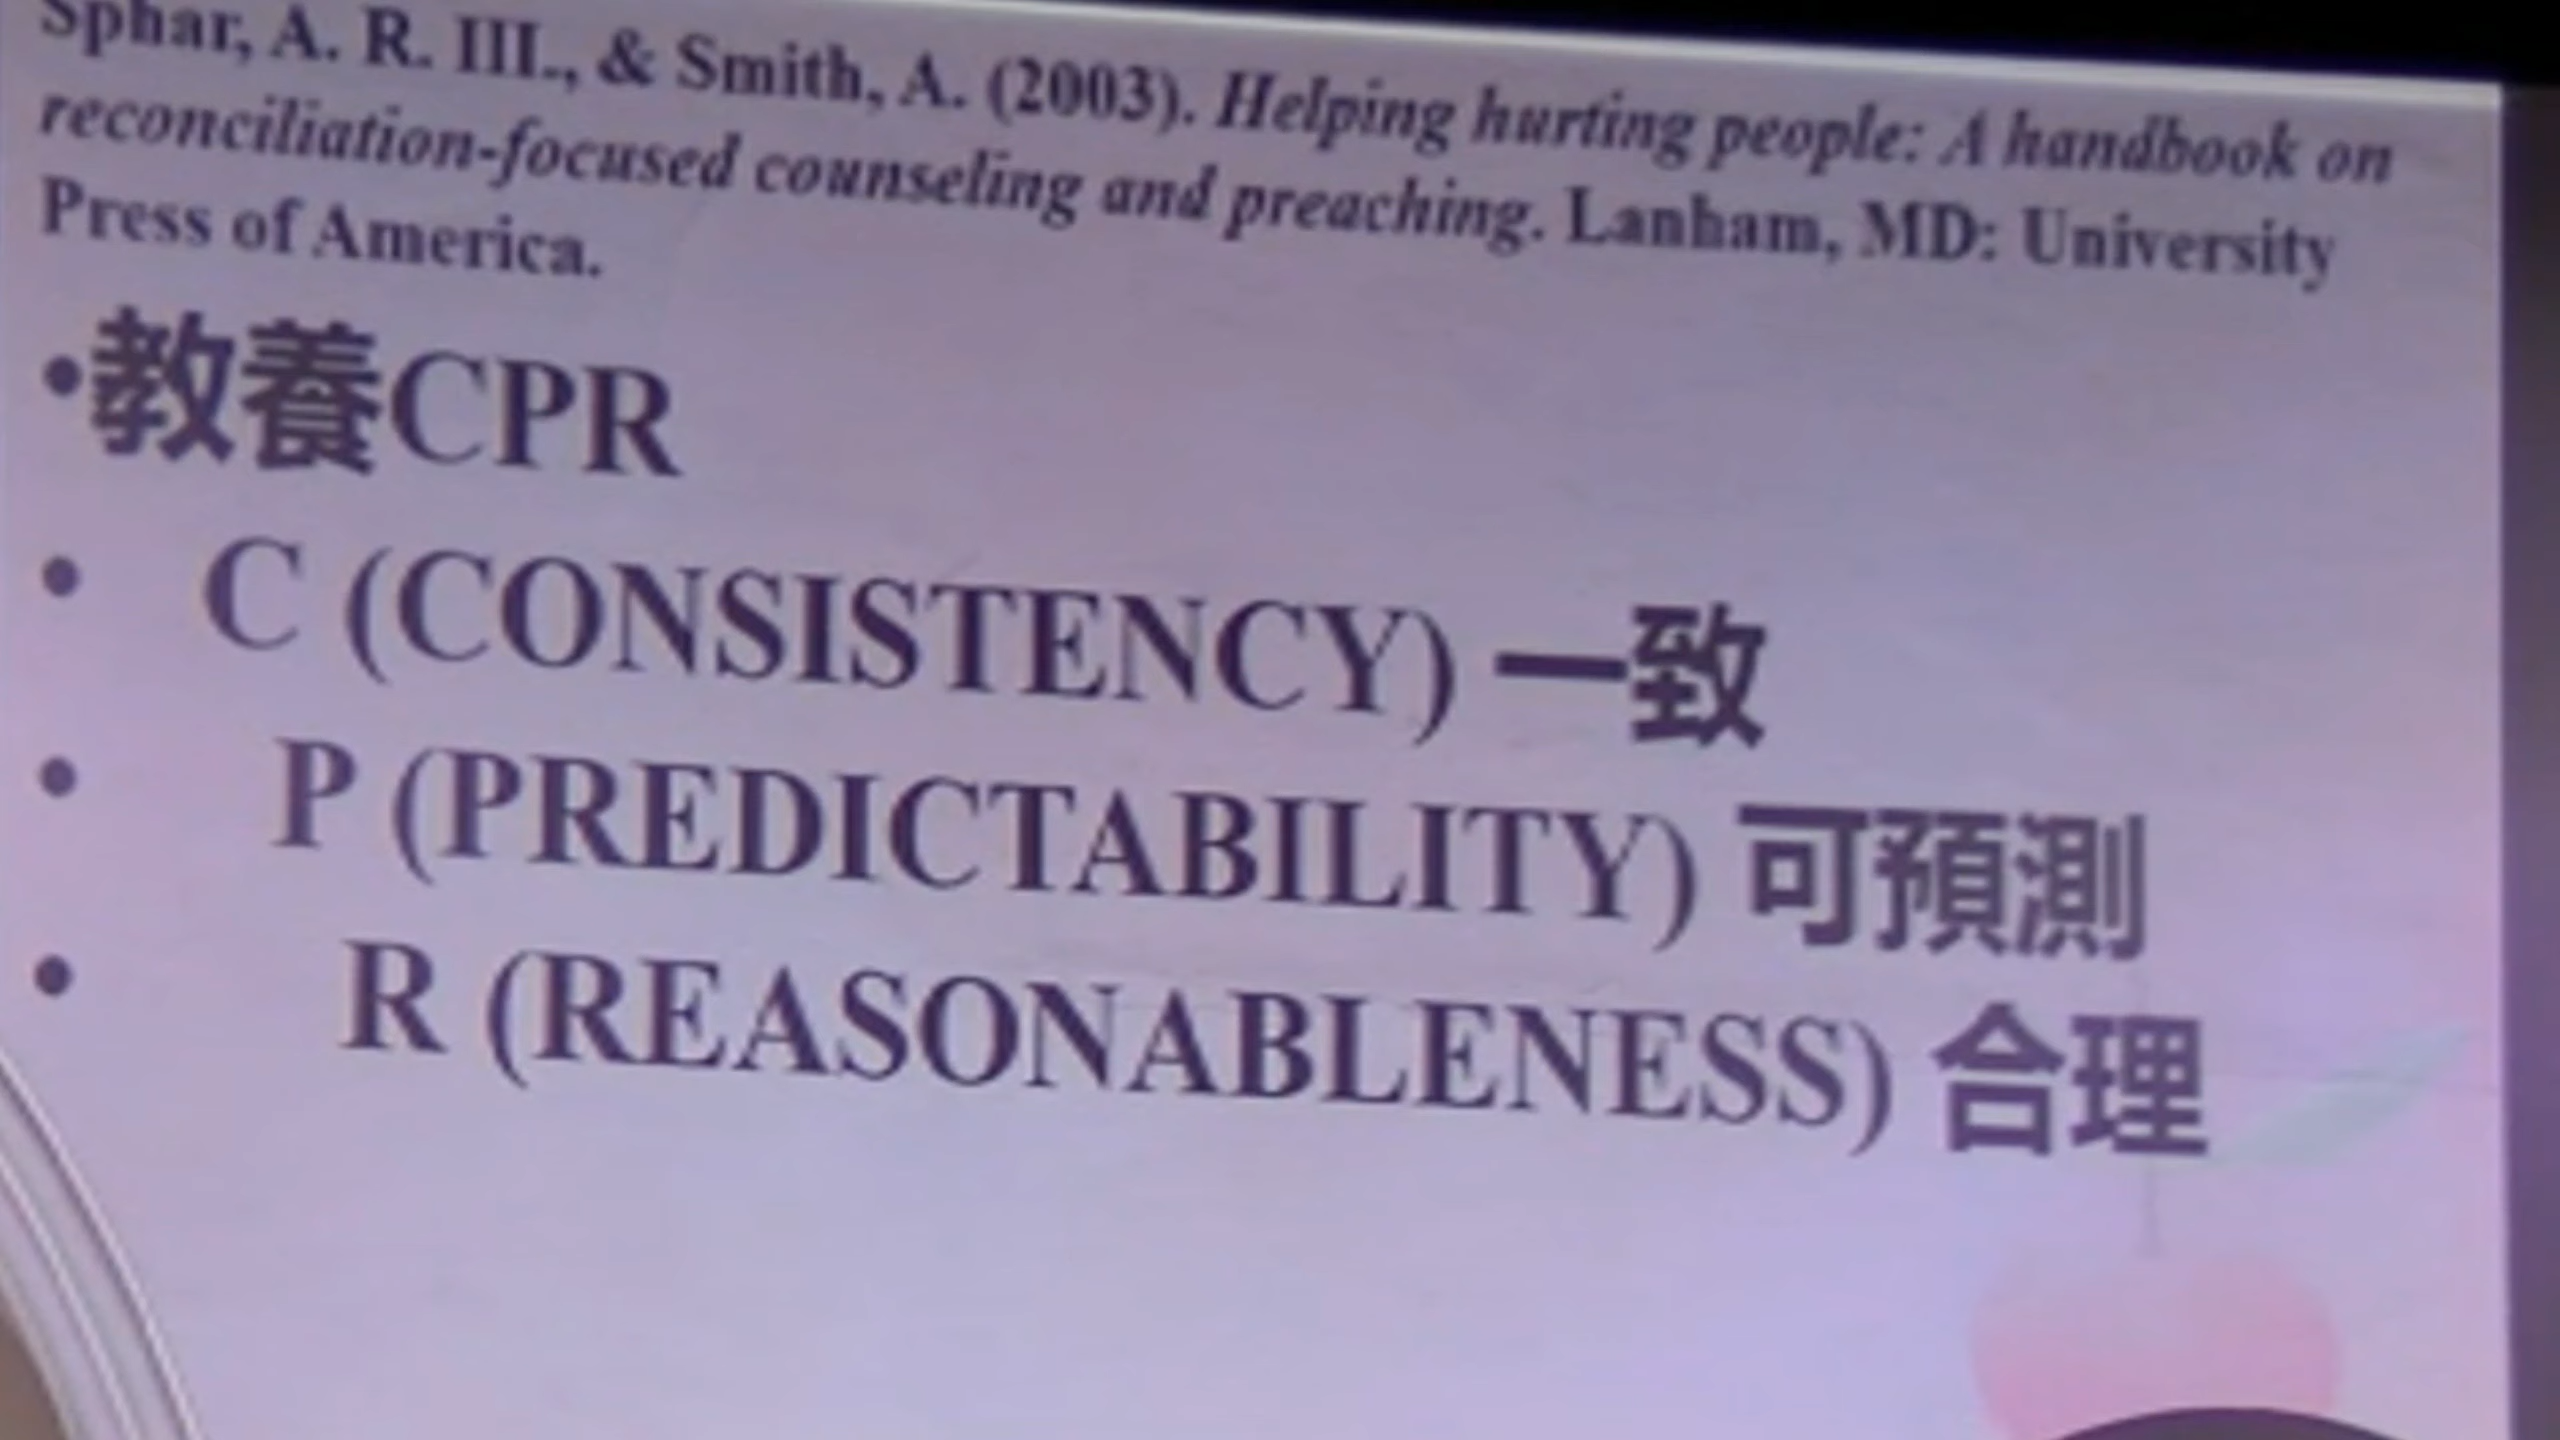 Sphar, A. R. III., & Smith, A. (2003). Helping hurting people: A handbook on
reconciliation-focused counseling and preaching. Lanham, MD: University
Press of America.
•教養CPR
• C (CONSISTENCY) 一致
• P (PREDICTABILITY) 可預測
• R (REASONABLENESS) 合理